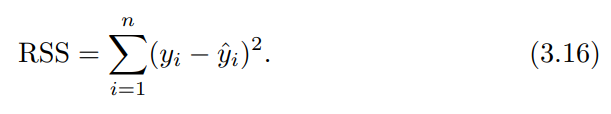 RSS = \sum_{i=1}^{n} (y_i - \hat{y}_i)^2. (3.16)